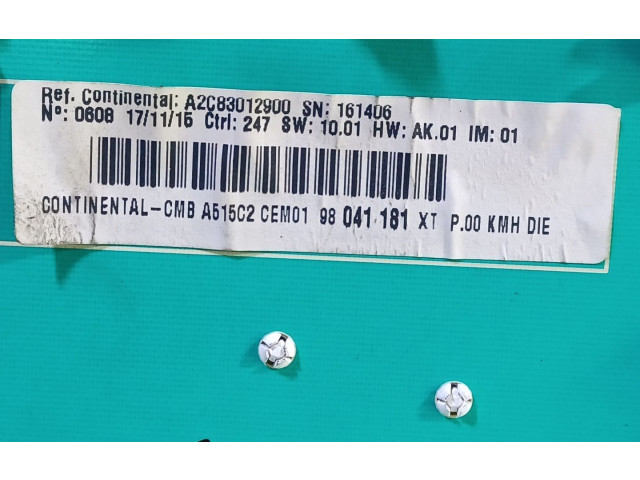 Ref. Continental: A2C83012900 SN: 161406
Nº: 0608 17/11/15 Ctrl: 247 SW: 10.01 HW: AK.01 IM: 01
CONTINENTAL-CMB A515C2 CEM01 98 041 181 XT P.00 KMH DIE